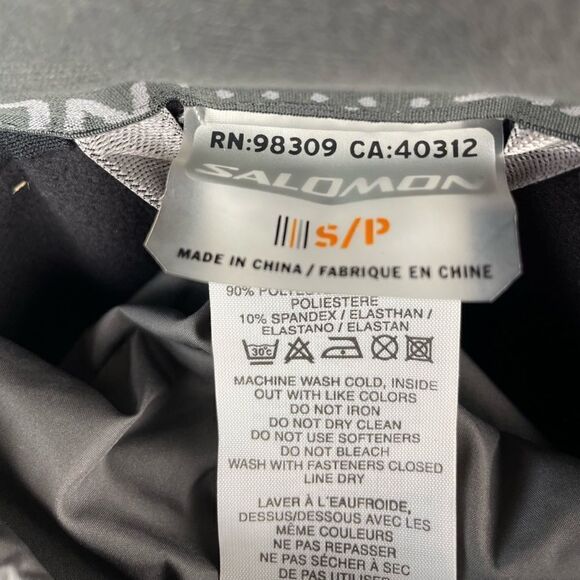 RN:98309 CA:40312
SALOMON
S/P
MADE IN CHINA / FABRIQUE EN CHINE
POLIESTERE
10% SPANDEX / ELASTHAN /
ELASTANO / ELASTAN
30°C
MACHINE WASH COLD, INSIDE
OUT WITH LIKE COLORS
DO NOT IRON
DO NOT DRY CLEAN
DO NOT USE SOFTENERS
DO NOT BLEACH
WASH WITH FASTENERS CLOSED
LINE DRY
LAVER À L'EAUFROIDE,
DESSUS/DESSOUS AVEC LES
MÊME COULEURS
NE PAS REPASSER
NE PAS SÉCHER À SEC